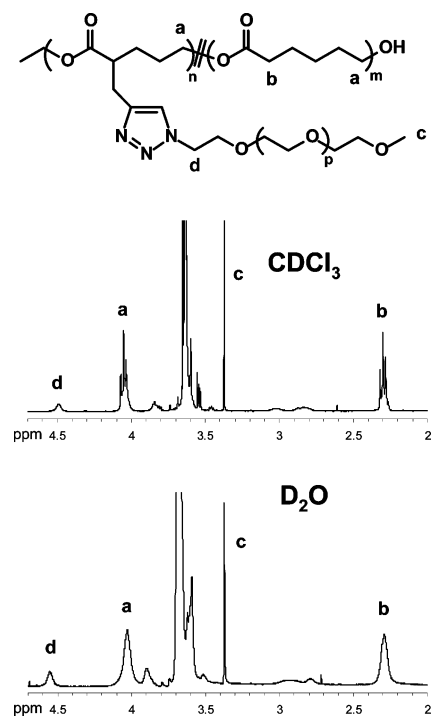 O a O
O n O OH
b a m
N N O O O c
N d p
CDCl3
c
a b
d
ppm 4.5 4 3.5 3 2.5 2
D2O
c
a b
d
ppm 4.5 4 3.5 3 2.5 2